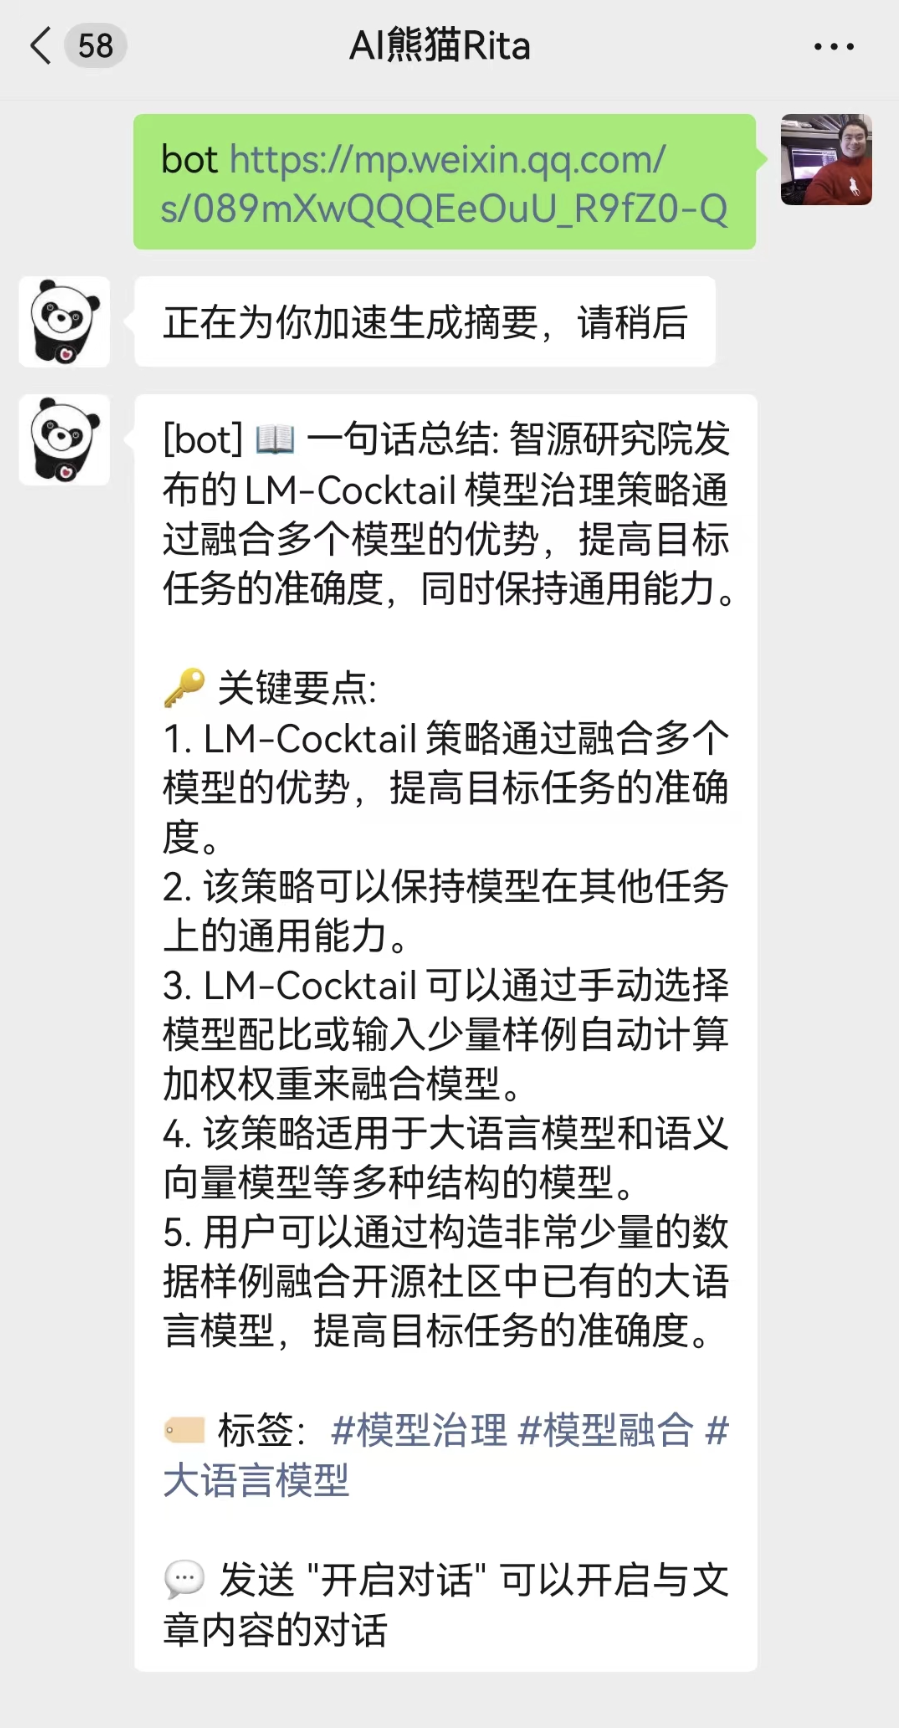 58
AI熊猫Rita
bot https://mp.weixin.qq.com/
s/089mXwQQQEeOuU_R9fZ0-Q
正在为你加速生成摘要，请稍后
[bot] 📖 一句话总结: 智源研究院发
布的 LM-Cocktail 模型治理策略通
过融合多个模型的优势，提高目标
任务的准确度，同时保持通用能力。
🔑 关键要点:
1. LM-Cocktail 策略通过融合多个
模型的优势，提高目标任务的准确
度。
2. 该策略可以保持模型在其他任务
上的通用能力。
3. LM-Cocktail 可以通过手动选择
模型配比或输入少量样例自动计算
加权权重来融合模型。
4. 该策略适用于大语言模型和语义
向量模型等多种结构的模型。
5. 用户可以通过构造非常少量的数
据样例融合开源社区中已有的大语
言模型，提高目标任务的准确度。
🏷️ 标签： #模型治理 #模型融合 #
大语言模型
💬 发送 "开启对话" 可以开启与文
章内容的对话